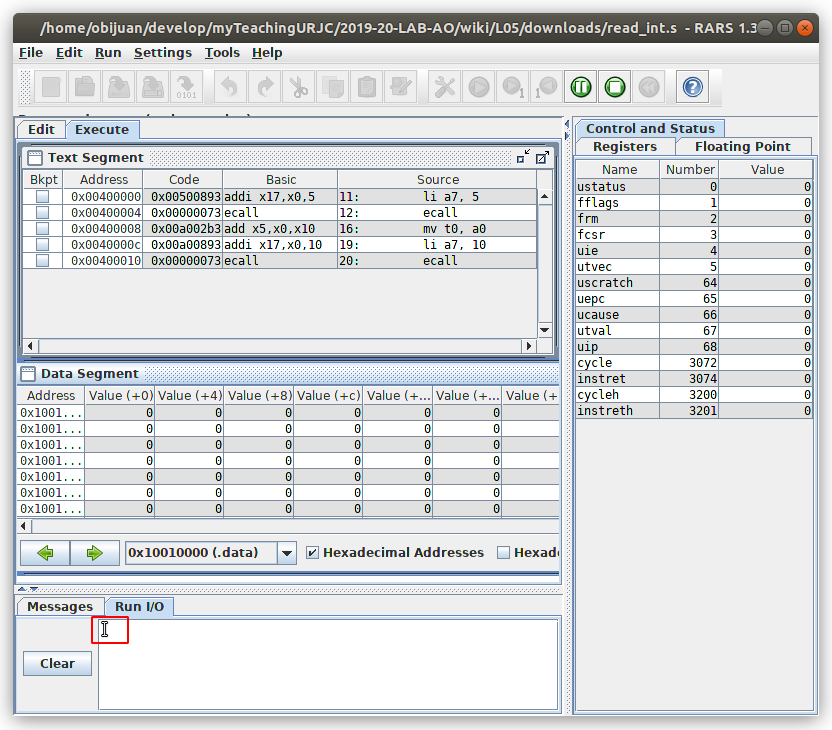 /home/obijuan/develop/myTeachingURJC/2019-20-LAB-AO/wiki/L05/downloads/read_int.s - RARS 1.3
File Edit Run Settings Tools Help
Edit Execute
Text Segment
Bkpt Address Code Basic Source
0x00400000 0x00500893 addi x17,x0,5 11: li a7, 5
0x00400004 0x00000073 ecall 12: ecall
0x00400008 0x00a002b3 add x5,x0,x10 16: mv t0, a0
0x0040000c 0x00a00893 addi x17,x0,10 19: li a7, 10
0x00400010 0x00000073 ecall 20: ecall
Data Segment
Address Value (+0) Value (+4) Value (+8) Value (+c) Value (+... Value (+... Value (+
0x1001... 0 0 0 0 0 0
0x1001... 0 0 0 0 0 0
0x1001... 0 0 0 0 0 0
0x1001... 0 0 0 0 0 0
0x1001... 0 0 0 0 0 0
0x1001... 0 0 0 0 0 0
0x1001... 0 0 0 0 0 0
0x10010000 (.data) Hexadecimal Addresses Hexade
Messages Run I/O
Clear
Control and Status
Registers Floating Point
Name Number Value
ustatus 0 0
fflags 1 0
frm 2 0
fcsr 3 0
uie 4 0
utvec 5 0
uscratch 64 0
uepc 65 0
ucause 66 0
utval 67 0
uip 68 0
cycle 3072 0
instret 3074 0
cycleh 3200 0
instreth 3201 0